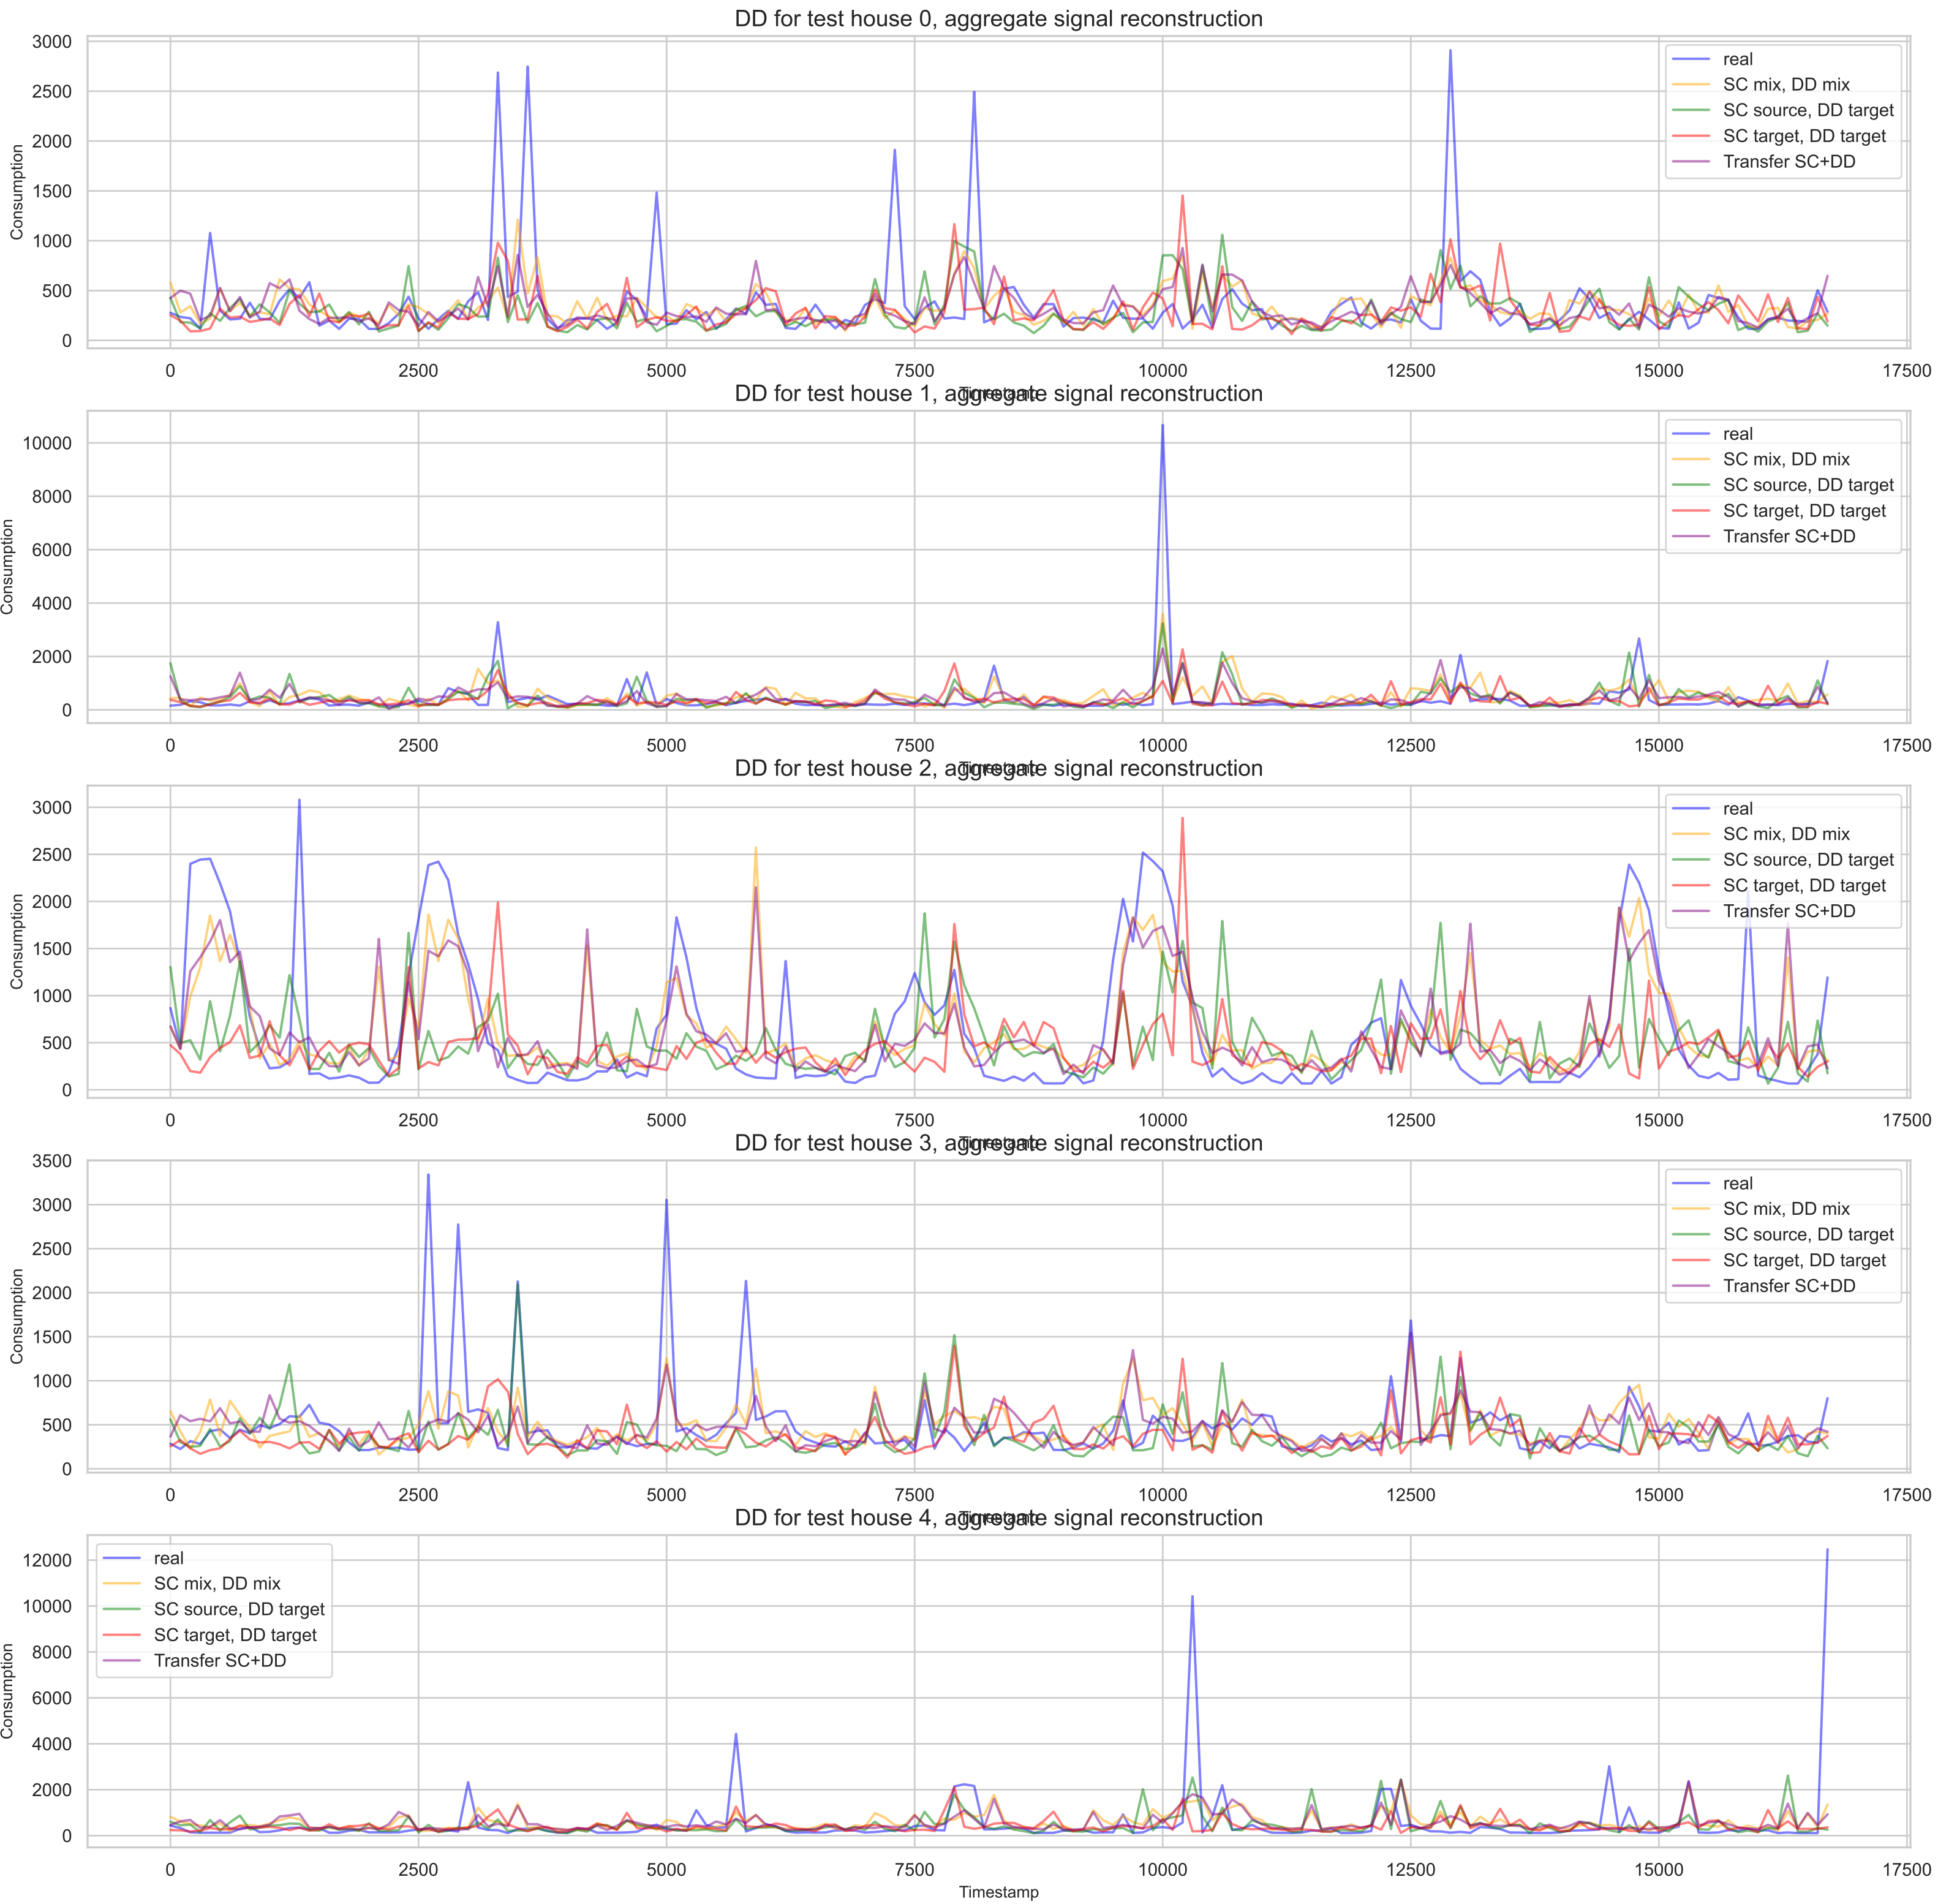 DD for test house 0, aggregate signal reconstruction
3000
2500
2000
1500
1000
500
0
Consumption
real
SC mix, DD mix
SC source, DD target
SC target, DD target
Transfer SC+DD
0 2500 5000 7500 10000 12500 15000 17500
Timestamp
DD for test house 1, aggregate signal reconstruction
10000
8000
6000
4000
2000
0
Consumption
real
SC mix, DD mix
SC source, DD target
SC target, DD target
Transfer SC+DD
0 2500 5000 7500 10000 12500 15000 17500
Timestamp
DD for test house 2, aggregate signal reconstruction
3000
2500
2000
1500
1000
500
0
Consumption
real
SC mix, DD mix
SC source, DD target
SC target, DD target
Transfer SC+DD
0 2500 5000 7500 10000 12500 15000 17500
Timestamp
DD for test house 3, aggregate signal reconstruction
3500
3000
2500
2000
1500
1000
500
0
Consumption
real
SC mix, DD mix
SC source, DD target
SC target, DD target
Transfer SC+DD
0 2500 5000 7500 10000 12500 15000 17500
Timestamp
DD for test house 4, aggregate signal reconstruction
12000
10000
8000
6000
4000
2000
0
Consumption
real
SC mix, DD mix
SC source, DD target
SC target, DD target
Transfer SC+DD
0 2500 5000 7500 10000 12500 15000 17500
Timestamp